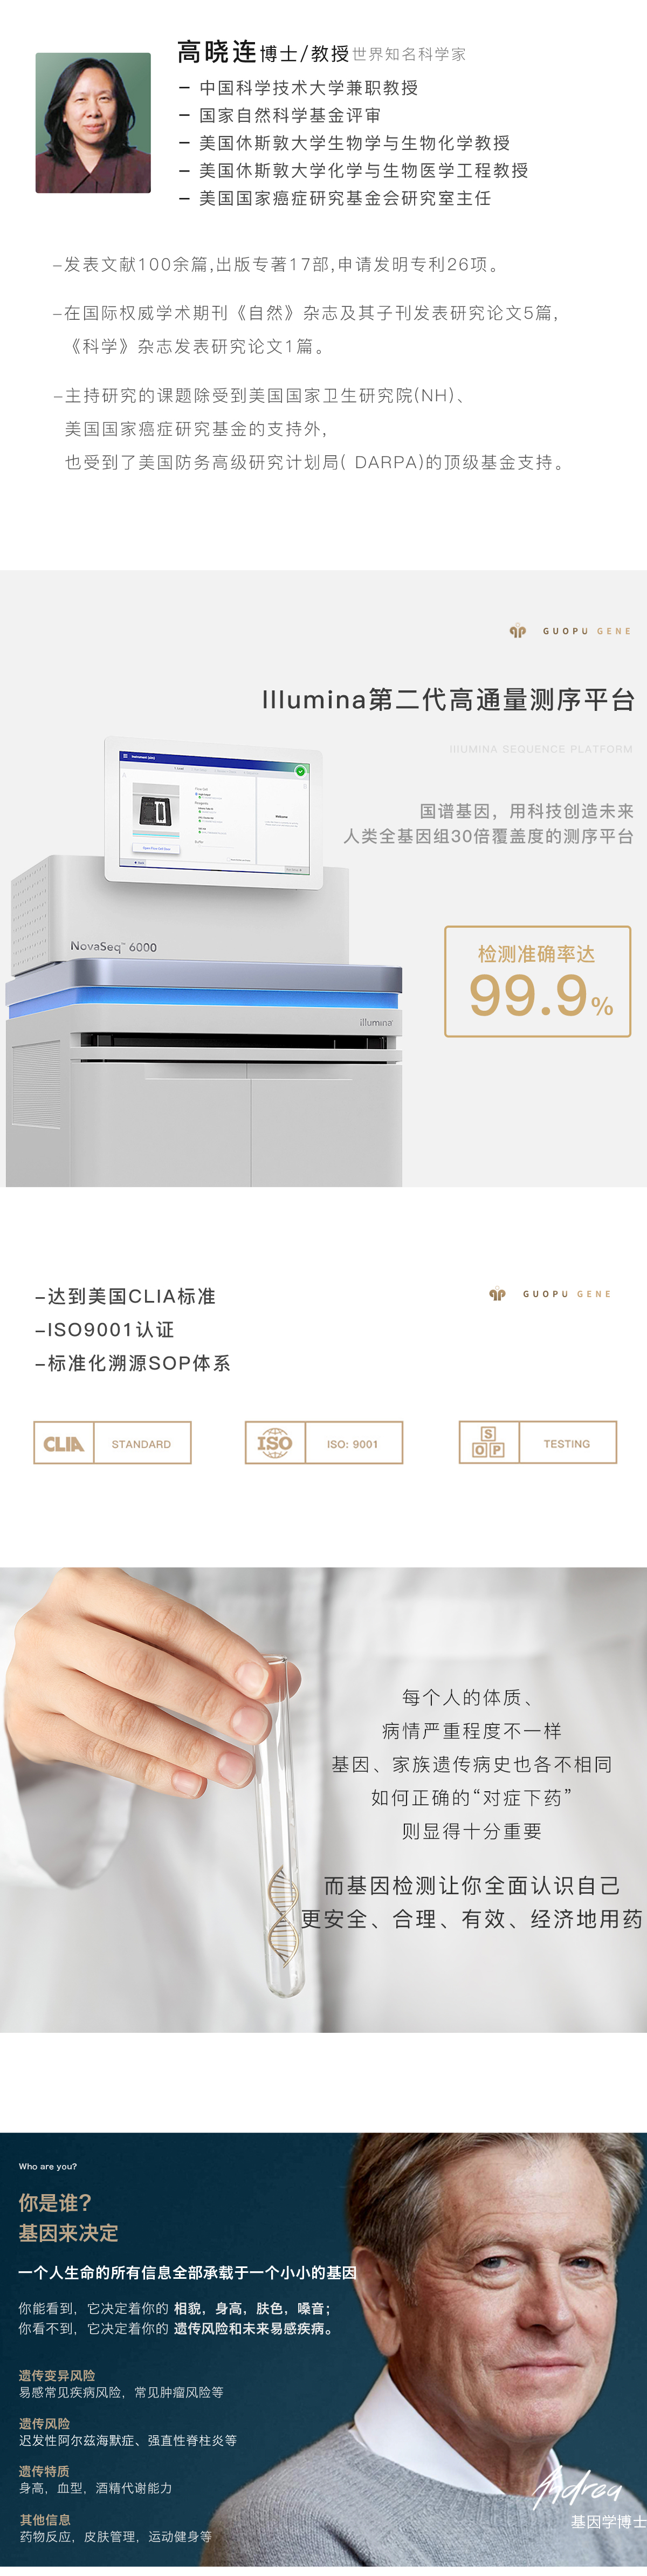 高晓连博士/教授世界知名科学家
– 中国科学技术大学兼职教授
– 国家自然科学基金评审
– 美国休斯敦大学生物学与生物化学教授
– 美国休斯敦大学化学与生物医学工程教授
– 美国国家癌症研究基金会研究室主任
–发表文献100余篇,出版专著17部,申请发明专利26项。
–在国际权威学术期刊《自然》杂志及其子刊发表研究论文5篇,
《科学》杂志发表研究论文1篇。
–主持研究的课题除受到美国国家卫生研究院(NH)、
美国国家癌症研究基金的支持外,
也受到了美国防务高级研究计划局( DARPA)的顶级基金支持。
GUOPU GENE
Illumina第二代高通量测序平台
IIIUMINA SEQUENCE PLATFORM
国谱基因，用科技创造未来
人类全基因组30倍覆盖度的测序平台
Welcome
NovaSeq™ 6000
检测准确率达
99.9%
illumina
–达到美国CLIA标准
GUOPU GENE
–ISO9001认证
–标准化溯源SOP体系
CLIA STANDARD
ISO ISO: 9001
SOP TESTING
每个人的体质、
病情严重程度不一样
基因、家族遗传病史也各不相同
如何正确的“对症下药”
则显得十分重要
而基因检测让你全面认识自己
更安全、合理、有效、经济地用药
Who are you?
你是谁?
基因来决定
一个人生命的所有信息全部承载于一个小小的基因
你能看到，它决定着你的 相貌，身高，肤色，嗓音；
你看不到，它决定着你的 遗传风险和未来易感疾病。
遗传变异风险
易感常见疾病风险，常见肿瘤风险等
遗传风险
迟发性阿尔兹海默症、强直性脊柱炎等
遗传特质
身高，血型，酒精代谢能力
其他信息
药物反应，皮肤管理，运动健身等
Andrea
基因学博士